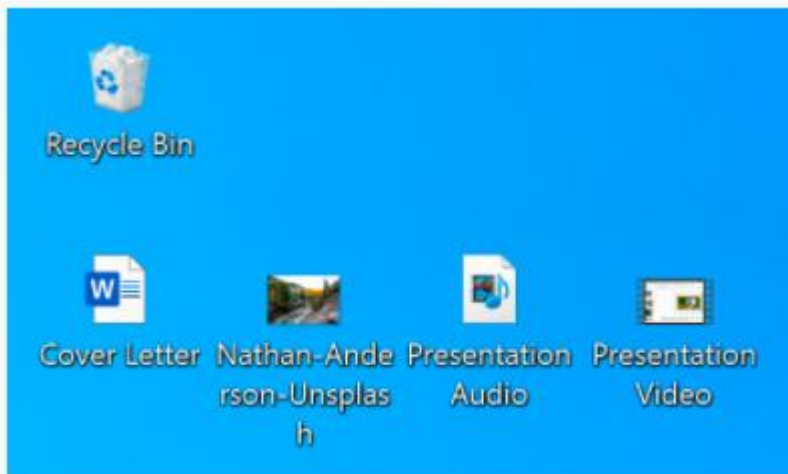 Recycle Bin
W
Cover Letter
Nathan-Ande
rson-Unsplas
h
Presentation
Audio
Presentation
Video